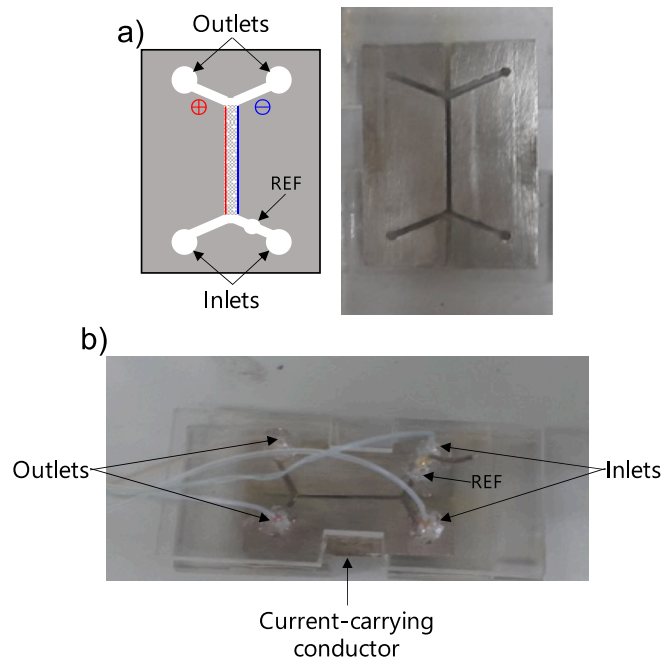 a)
Outlets
⊕
⊖
REF
Inlets
b)
Outlets
REF
Inlets
Current-carrying
conductor